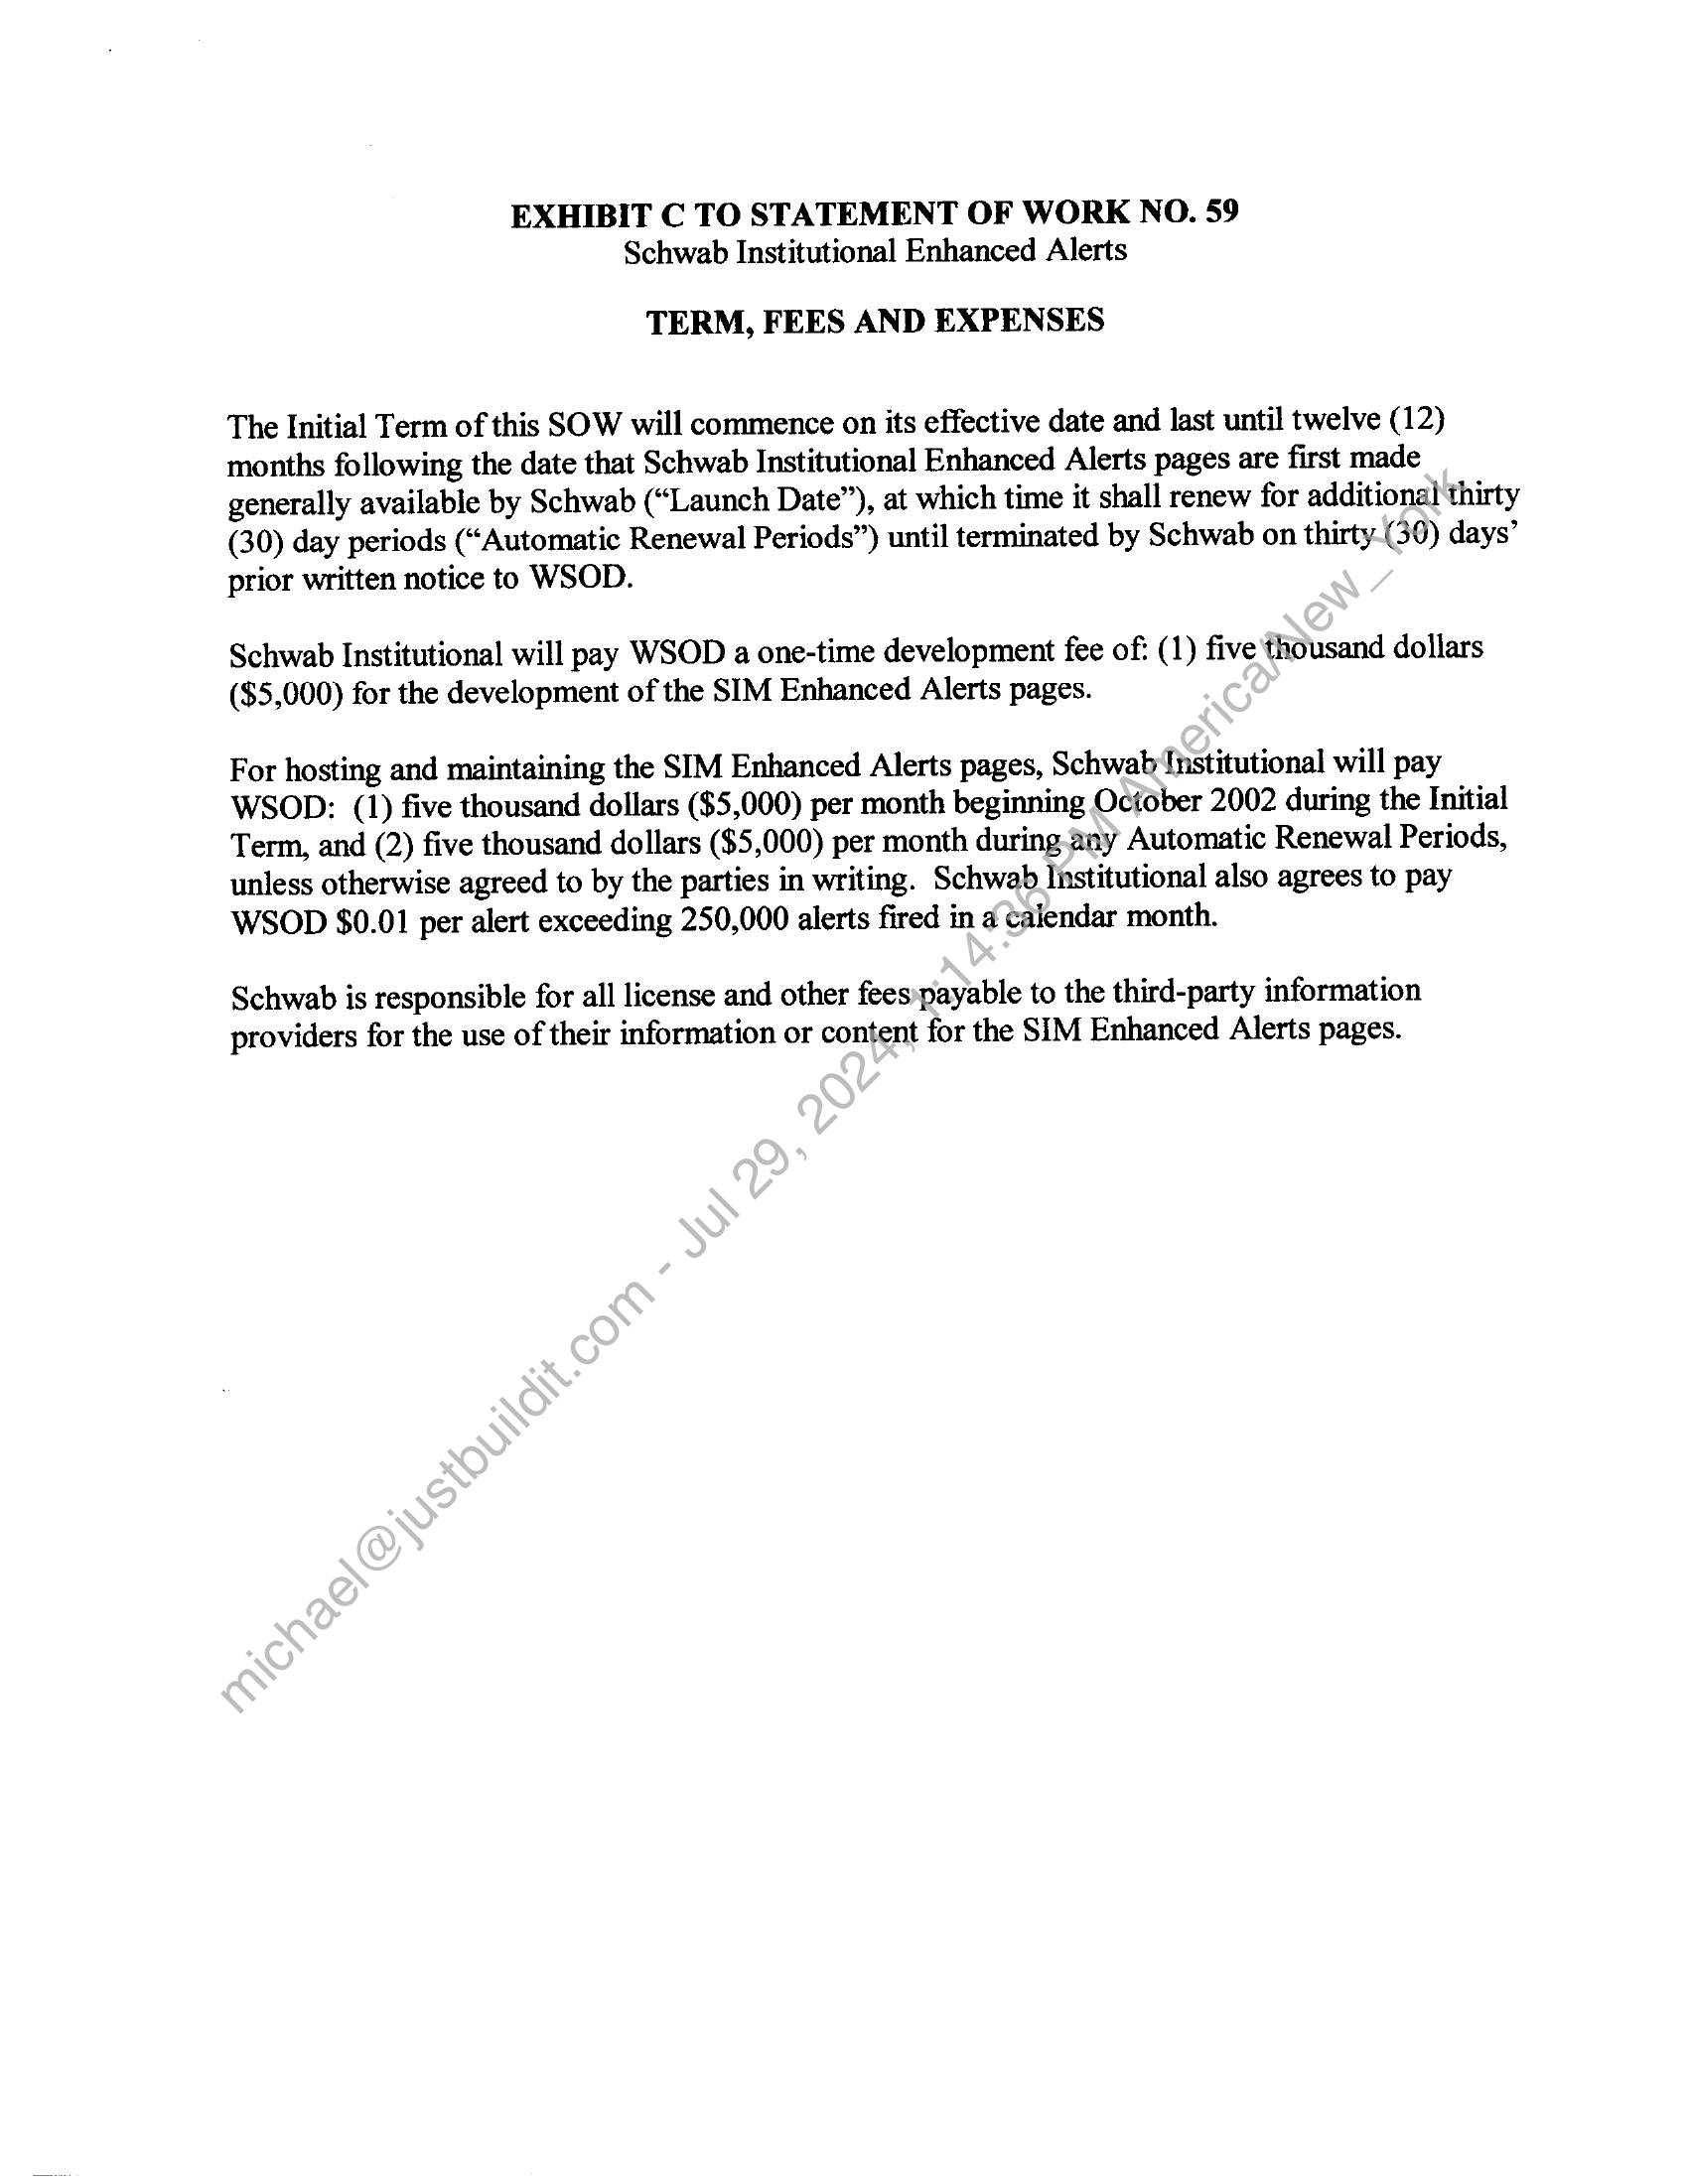 EXHIBIT C TO STATEMENT OF WORK NO. 59
Schwab Institutional Enhanced Alerts
TERM, FEES AND EXPENSES
The Initial Term of this SOW will commence on its effective date and last until twelve (12)
months following the date that Schwab Institutional Enhanced Alerts pages are first made
generally available by Schwab (“Launch Date”), at which time it shall renew for additional thirty
(30) day periods (“Automatic Renewal Periods”) until terminated by Schwab on thirty (30) days’
prior written notice to WSOD.
Schwab Institutional will pay WSOD a one-time development fee of: (1) five thousand dollars
($5,000) for the development of the SIM Enhanced Alerts pages.
For hosting and maintaining the SIM Enhanced Alerts pages, Schwab Institutional will pay
WSOD: (1) five thousand dollars ($5,000) per month beginning October 2002 during the Initial
Term, and (2) five thousand dollars ($5,000) per month during any Automatic Renewal Periods,
unless otherwise agreed to by the parties in writing. Schwab Institutional also agrees to pay
WSOD $0.01 per alert exceeding 250,000 alerts fired in a calendar month.
Schwab is responsible for all license and other fees payable to the third-party information
providers for the use of their information or content for the SIM Enhanced Alerts pages.
michael@justbuildit.com - Jul 29, 2024, 1:14:36 PM America/New_York